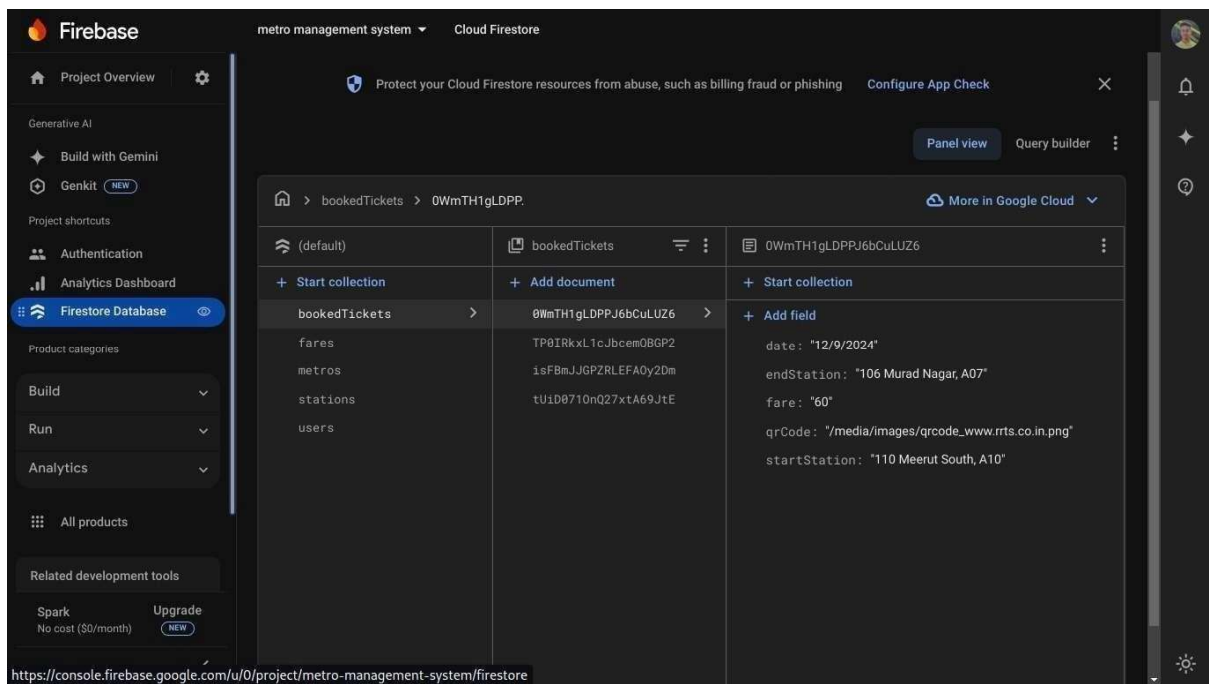 Firebase
metro management system
Cloud Firestore
Project Overview
Generative AI
Build with Gemini
Genkit NEW
Project shortcuts
Authentication
Analytics Dashboard
Firestore Database
Product categories
Build
Run
Analytics
All products
Related development tools
Spark
No cost ($0/month)
Upgrade
NEW
https://console.firebase.google.com/u/0/project/metro-management-system/firestore
Protect your Cloud Firestore resources from abuse, such as billing fraud or phishing Configure App Check
Panel view Query builder
> bookedTickets > 0WmTH1gLDPP.
More in Google Cloud
(default)
+ Start collection
bookedTickets
fares
metros
stations
users
bookedTickets
+ Add document
0WmTH1gLDPPJ6bCuLUZ6
TP0IRkxL1cJbcemQBGP2
isFBmJJGPZRLEFAOy2Dm
tUiD071OnQ27xtA69JtE
0WmTH1gLDPPJ6bCuLUZ6
+ Start collection
+ Add field
date: "12/9/2024"
endStation: "106 Murad Nagar, A07"
fare: "60"
qrCode: "/media/images/qrcode_www.rrts.co.in.png"
startStation: "110 Meerut South, A10"